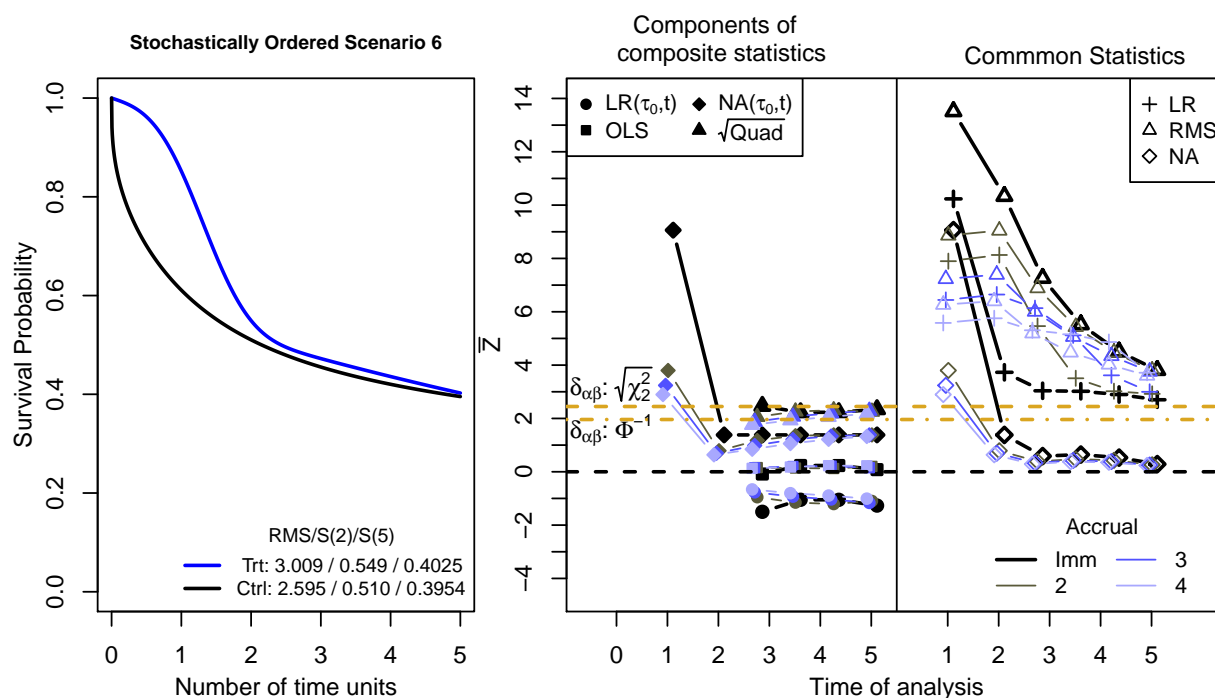 Stochastically Ordered Scenario 6
Survival Probability
0.0 0.2 0.4 0.6 0.8 1.0
RMS/S(2)/S(5)
Trt: 3.009 / 0.549 / 0.4025
Ctrl: 2.595 / 0.510 / 0.3954
0 1 2 3 4 5
Number of time units
Components of
composite statistics
Commmon Statistics
LR(τ₀,t) NA(τ₀,t)
OLS √Quad
LR
RMS
NA
Z̅
−4 −2 0 2 4 6 8 10 12 14
δαβ: √χ²₂
δαβ: Φ⁻¹
Accrual
Imm 3
2 4
0 1 2 3 4 5 1 2 3 4 5
Time of analysis